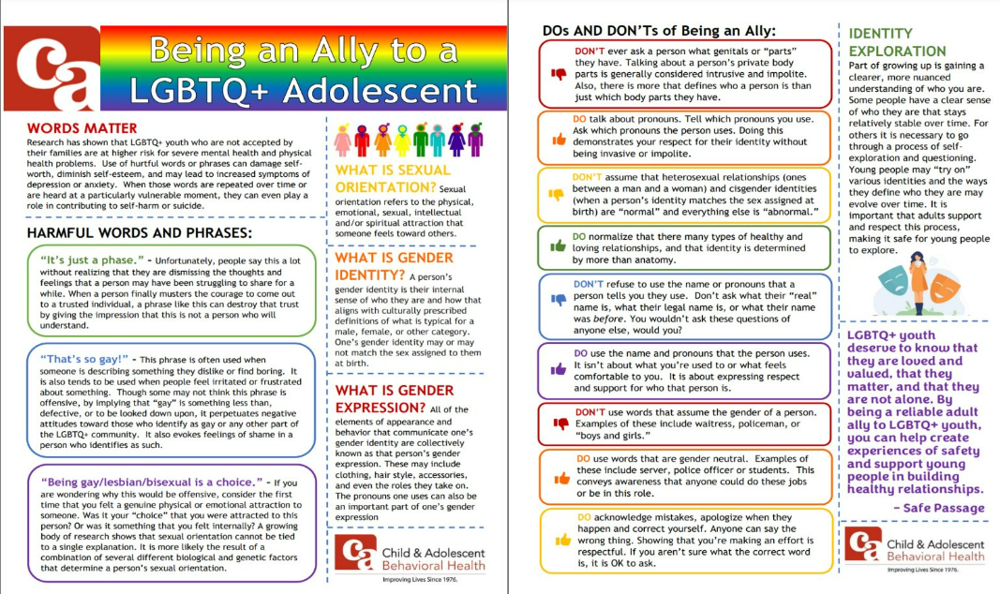 Ca
Being an Ally to a
LGBTQ+ Adolescent
WORDS MATTER
Research has shown that LGBTQ+ youth who are not accepted by
their families are at higher risk for severe mental health and physical
health problems. Use of hurtful words or phrases can damage self-
worth, diminish self-esteem, and may lead to increased symptoms of
depression or anxiety. When those words are repeated over time or
are heard at a particularly vulnerable moment, they can even play a
role in contributing to self-harm or suicide.
HARMFUL WORDS AND PHRASES:
“It’s just a phase.” – Unfortunately, people say this a lot
without realizing that they are dismissing the thoughts and
feelings that a person may have been struggling to share for a
while. When a person finally musters the courage to come out
to a trusted individual, a phrase like this can destroy that trust
by giving the impression that this is not a person who will
understand.
“That’s so gay!” – This phrase is often used when
someone is describing something they dislike or find boring. It
is also tends to be used when people feel irritated or frustrated
about something. Though some may not think this phrase is
offensive, by implying that “gay” is something less than,
defective, or to be looked down upon, it perpetuates negative
attitudes toward those who identify as gay or any other part of
the LGBTQ+ community. It also evokes feelings of shame in a
person who identifies as such.
“Being gay/lesbian/bisexual is a choice.” – If you
are wondering why this would be offensive, consider the first
time that you felt a genuine physical or emotional attraction to
someone. Was it your “choice” that you were attracted to this
person? Or was it something that you felt internally? A growing
body of research shows that sexual orientation cannot be tied
to a single explanation. It is more likely the result of a
combination of several different biological and genetic factors
that determine a person’s sexual orientation.
WHAT IS SEXUAL
ORIENTATION? Sexual
orientation refers to the physical,
emotional, sexual, intellectual
and/or spiritual attraction that
someone feels toward others.
WHAT IS GENDER
IDENTITY? A person’s
gender identity is their internal
sense of who they are and how that
aligns with culturally prescribed
definitions of what is typical for a
male, female, or other category.
One’s gender identity may or may
not match the sex assigned to them
at birth.
WHAT IS GENDER
EXPRESSION? All of the
elements of appearance and
behavior that communicate one’s
gender identity are collectively
known as that person’s gender
expression. These may include
clothing, hair style, accessories,
and even the roles they take on.
The pronouns one uses can also be
an important part of one’s gender
expression
Ca
Child & Adolescent
Behavioral Health
Improving Lives Since 1976.
DOs AND DON’Ts of Being an Ally:
DON’T ever ask a person what genitals or “parts”
they have. Talking about a person’s private body
parts is generally considered intrusive and impolite.
Also, there is more that defines who a person is than
just which body parts they have.
DO talk about pronouns. Tell which pronouns you use.
Ask which pronouns the person uses. Doing this
demonstrates your respect for their identity without
being invasive or impolite.
DON’T assume that heterosexual relationships (ones
between a man and a woman) and cisgender identities
(when a person’s identity matches the sex assigned at
birth) are “normal” and everything else is “abnormal.”
DO normalize that there many types of healthy and
loving relationships, and that identity is determined
by more than anatomy.
DON’T refuse to use the name or pronouns that a
person tells you they use. Don’t ask what their “real”
name is, what their legal name is, or what their name
was before. You wouldn’t ask these questions of
anyone else, would you?
DO use the name and pronouns that the person uses.
It isn’t about what you’re used to or what feels
comfortable to you. It is about expressing respect
and support for who that person is.
DON’T use words that assume the gender of a person.
Examples of these include waitress, policeman, or
“boys and girls.”
DO use words that are gender neutral. Examples of
these include server, police officer or students. This
conveys awareness that anyone could do these jobs
or be in this role.
DO acknowledge mistakes, apologize when they
happen and correct yourself. Anyone can say the
wrong thing. Showing that you’re making an effort is
respectful. If you aren’t sure what the correct word
is, it is OK to ask.
IDENTITY
EXPLORATION
Part of growing up is gaining a
clearer, more nuanced
understanding of who you are.
Some people have a clear sense
of who they are that stays
relatively stable over time. For
others it is necessary to go
through a process of self-
exploration and questioning.
Young people may “try on”
various identities and the ways
they define who they are may
evolve over time. It is
important that adults support
and respect this process,
making it safe for young people
to explore.
LGBTQ+ youth
deserve to know that
they are loved and
valued, that they
matter, and that they
are not alone. By
being a reliable adult
ally to LGBTQ+ youth,
you can help create
experiences of safety
and support young
people in building
healthy relationships.
– Safe Passage
Ca
Child & Adolescent
Behavioral Health
Improving Lives Since 1976.